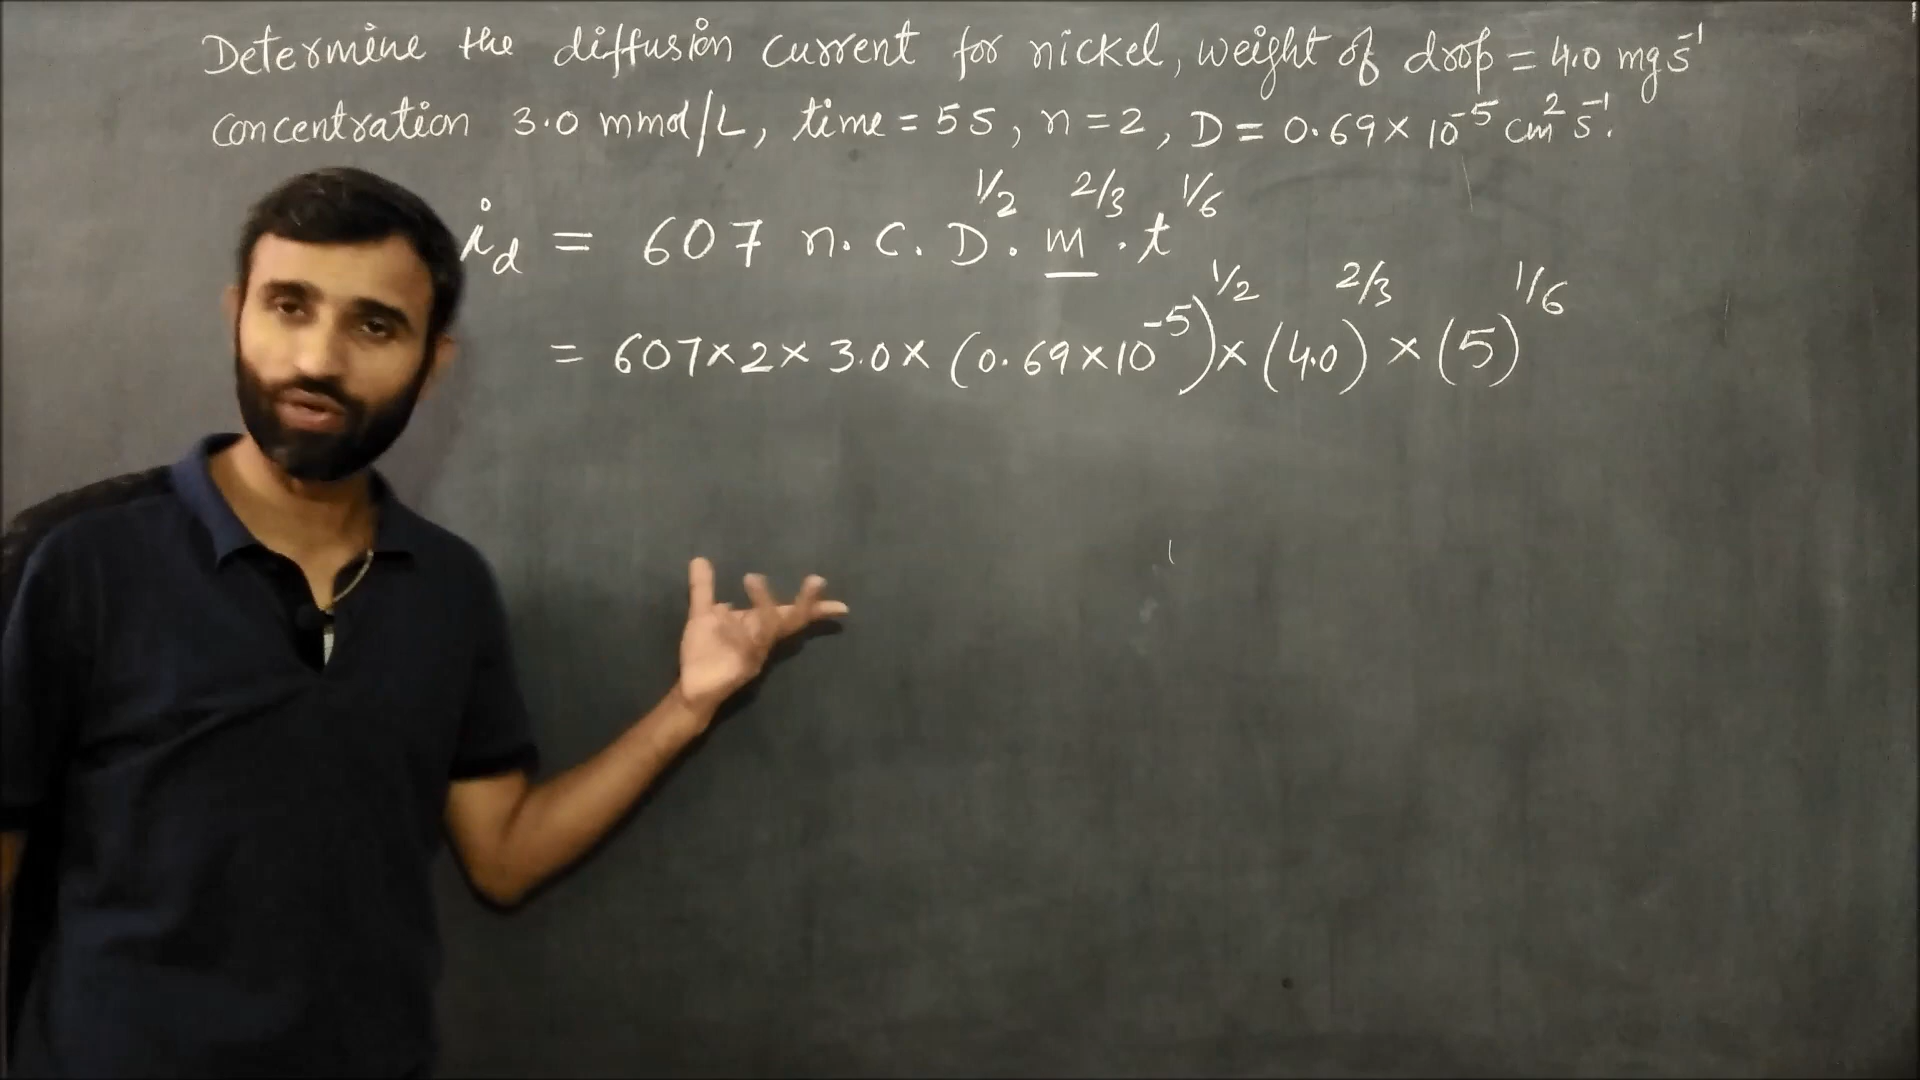 Determine the diffusion current for nickel, weight of drop = 4.0 mg s⁻¹
concentration 3.0 mmol/L, time = 5 s, n = 2, D = 0.69 × 10⁻⁵ cm² s⁻¹.
i_d = 607 n. C. D^1/2 . m^2/3 . t^1/6
= 607 × 2 × 3.0 × (0.69 × 10⁻⁵)^1/2 × (4.0)^2/3 × (5)^1/6